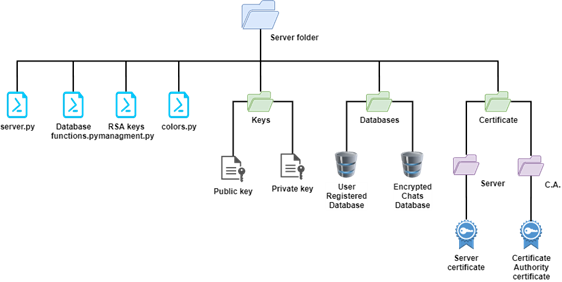 Server folder
server.py
Database
functions.py
RSA keys
managment.py
colors.py
Keys
Databases
Certificate
Public key
Private key
User
Registered
Database
Encrypted
Chats
Database
Server
C.A.
Server
certificate
Certificate
Authority
certificate